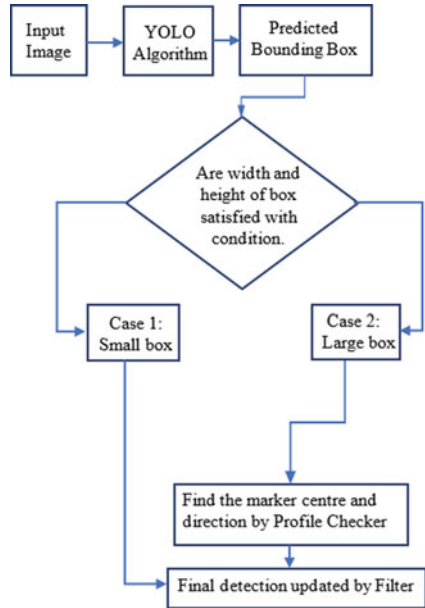 Input
Image
YOLO
Algorithm
Predicted
Bounding Box
Are width and
height of box
satisfied with
condition.
Case 1:
Small box
Case 2:
Large box
Find the marker centre and
direction by Profile Checker
Final detection updated by Filter